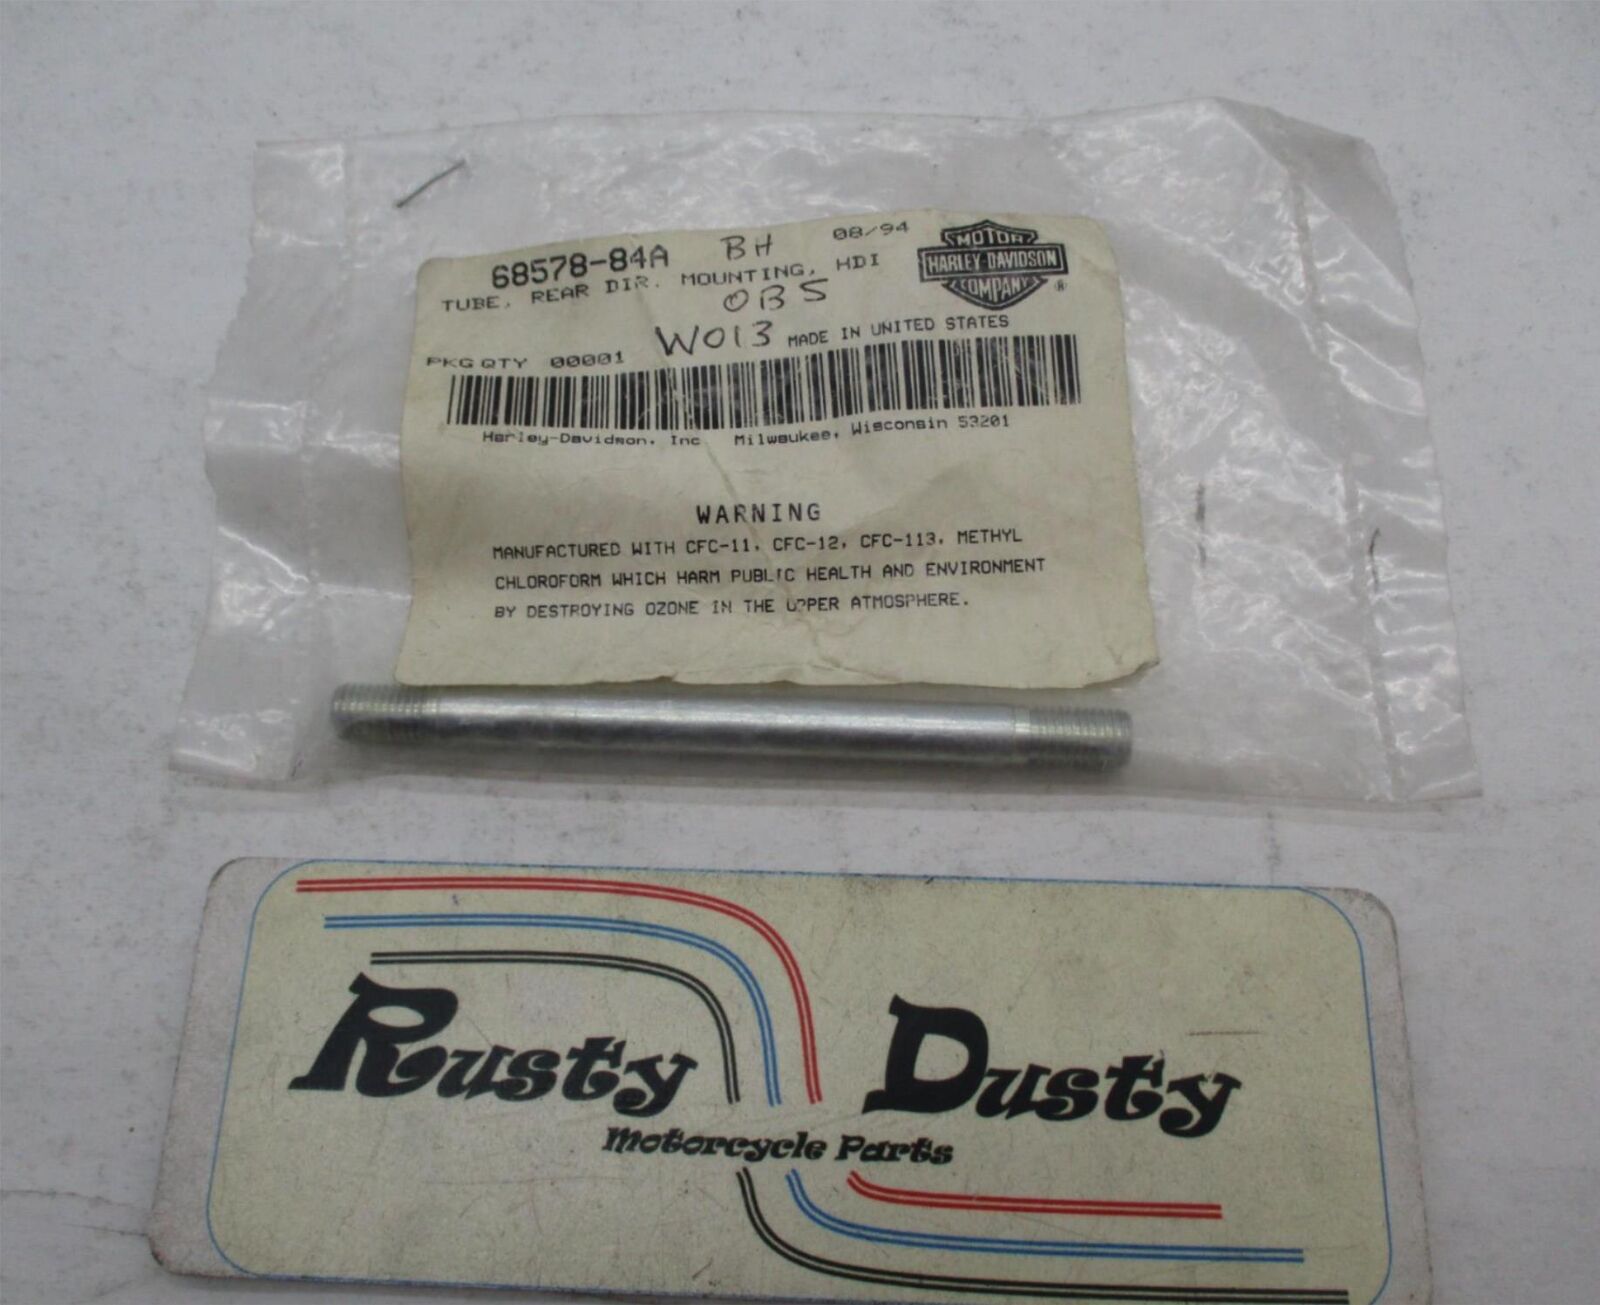 68578-84A BH 08/94
TUBE, REAR DIR. MOUNTING, HDI
OBS
W013 MADE IN UNITED STATES
PKG QTY 00001
MOTOR
HARLEY-DAVIDSON
COMPANY ®
Harley-Davidson, Inc Milwaukee, Wisconsin 53201
WARNING
MANUFACTURED WITH CFC-11, CFC-12, CFC-113, METHYL
CHLOROFORM WHICH HARM PUBLIC HEALTH AND ENVIRONMENT
BY DESTROYING OZONE IN THE UPPER ATMOSPHERE.
Rusty Dusty
Motorcycle Parts